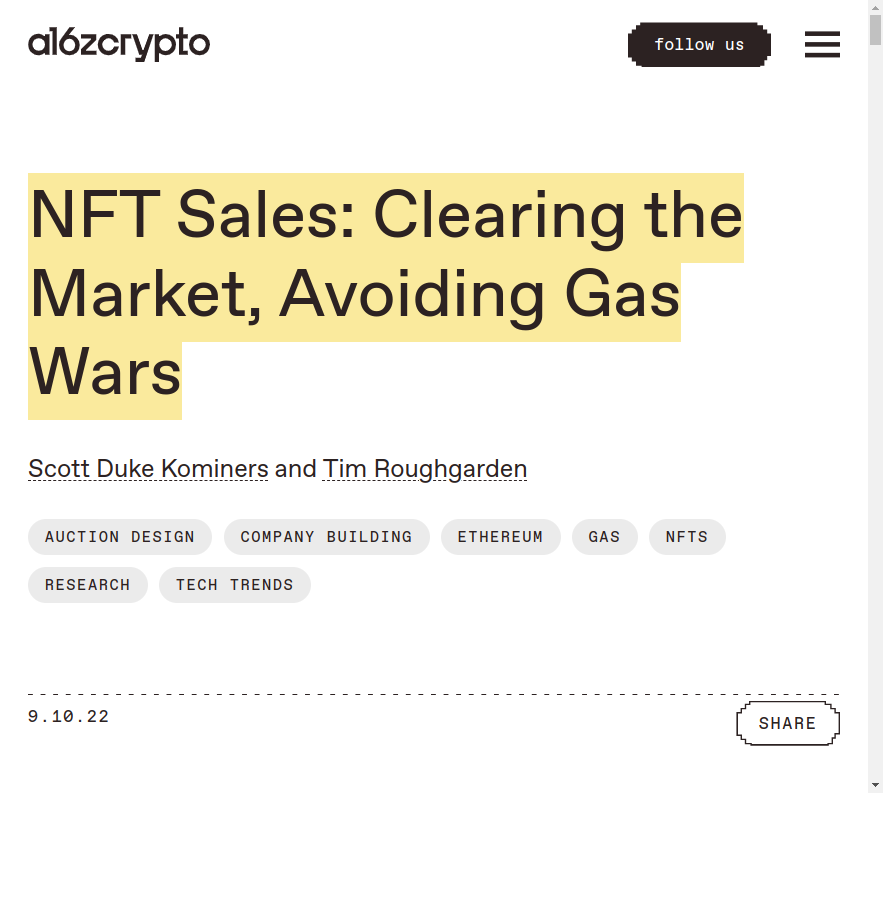 a16zcrypto
follow us
NFT Sales: Clearing the
Market, Avoiding Gas
Wars
Scott Duke Kominers and Tim Roughgarden
AUCTION DESIGN COMPANY BUILDING ETHEREUM GAS NFTS
RESEARCH TECH TRENDS
9.10.22
SHARE